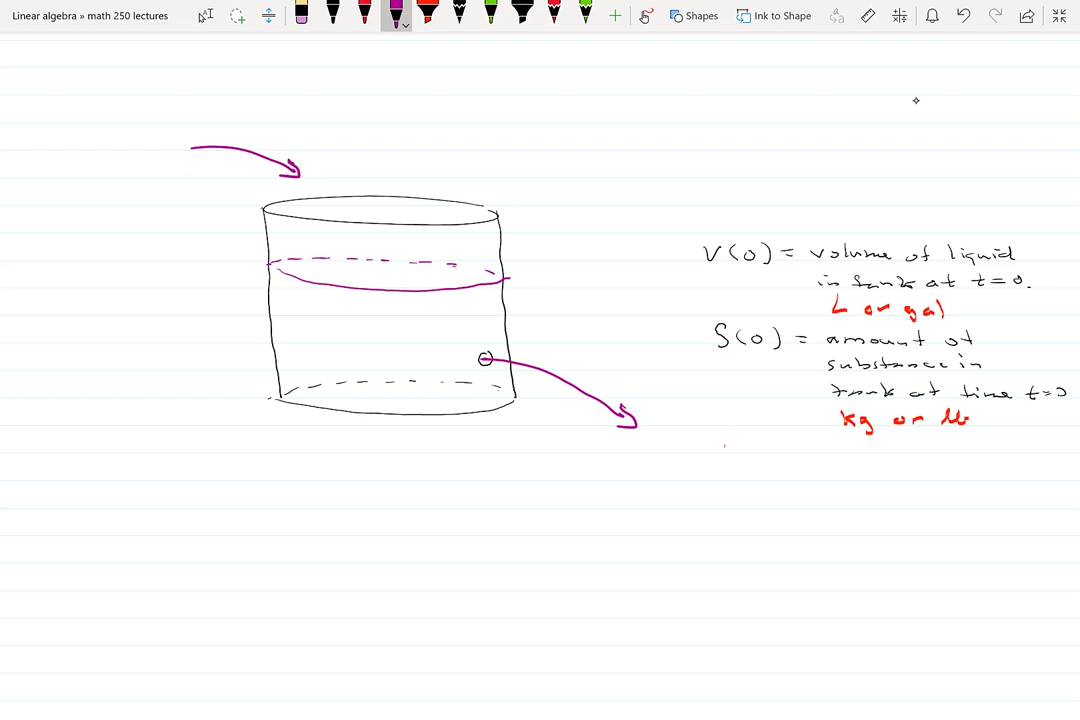 Linear algebra » math 250 lectures
Shapes
Ink to Shape
V(0) = volume of liquid
in tank at t=0.
L or gal
S(0) = amount of
substance in
tank at time t=0
kg or lb